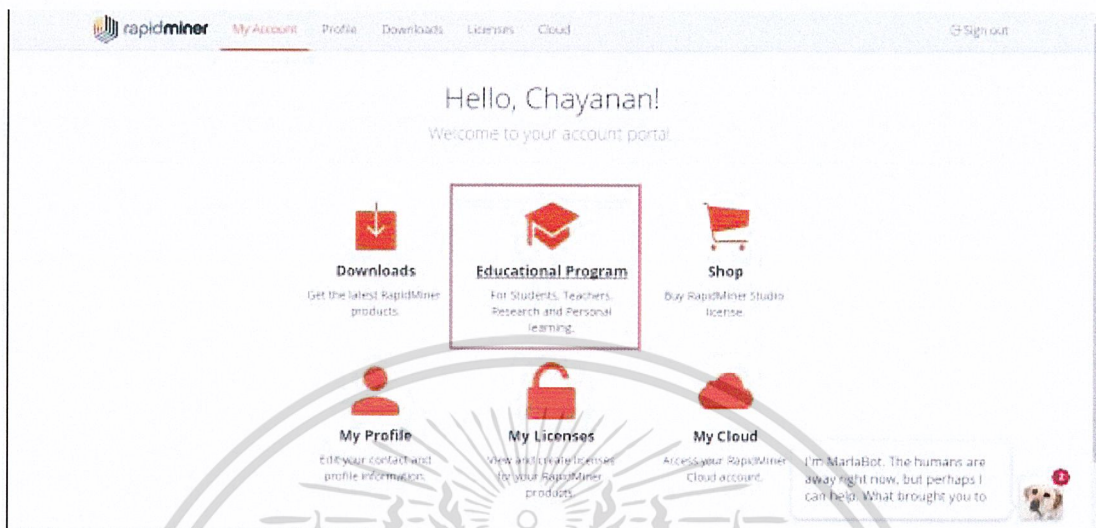 rapidminer My Account Profile Downloads Licenses Cloud Sign out
Hello, Chayanan!
Welcome to your account portal
Downloads
Get the latest RapidMiner
products.
Educational Program
For Students, Teachers,
Research and Personal
learning.
Shop
Buy RapidMiner Studio
license.
My Profile
Edit your contact and
profile information.
My Licenses
View and create licenses
for your RapidMiner
products.
My Cloud
Access your RapidMiner
Cloud account.
I'm MarlaBot. The humans are
away right now, but perhaps I
can help. What brought you to
2